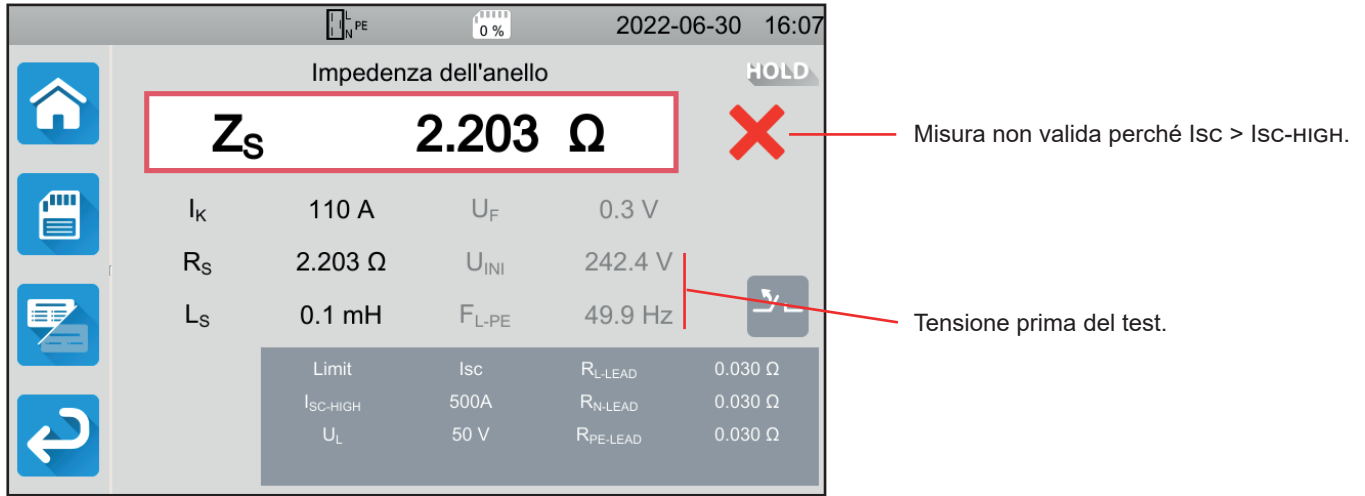 L
N PE
0 %
2022-06-30 16:07
Impedenza dell'anello
HOLD
ZS 2.203 Ω
Misura non valida perché Isc > Isc-HIGH.
IK 110 A UF 0.3 V
RS 2.203 Ω UINI 242.4 V
LS 0.1 mH FL-PE 49.9 Hz
Tensione prima del test.
Limit Isc RL-LEAD 0.030 Ω
ISC-HIGH 500A RN-LEAD 0.030 Ω
UL 50 V RPE-LEAD 0.030 Ω